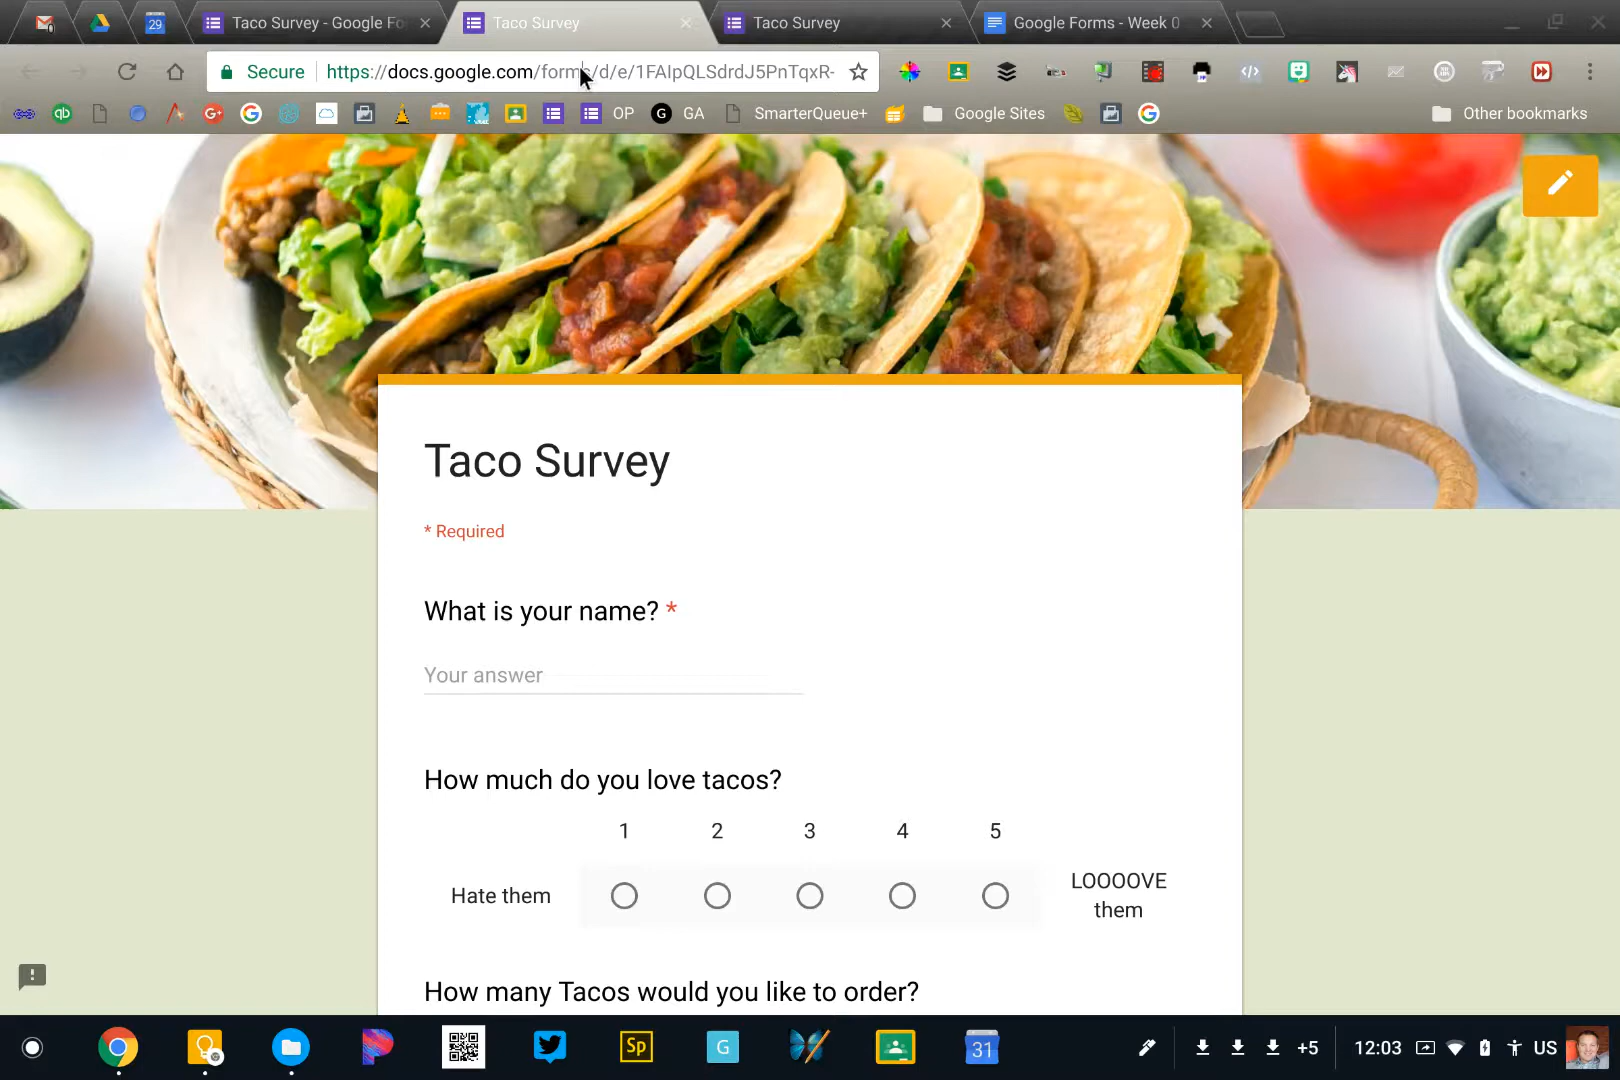 29
Taco Survey - Google Fo
Taco Survey
Taco Survey
Google Forms - Week 0
Secure
https://docs.google.com/forms/d/e/1FAIpQLSdrdJ5PnTqxR-
OP
G
GA
SmarterQueue+
Google Sites
Other bookmarks
Taco Survey
* Required
What is your name? *
Your answer
How much do you love tacos?
1 2 3 4 5
Hate them
LOOOOVE
them
How many Tacos would you like to order?
Sp
G
31
+5
12:03
US